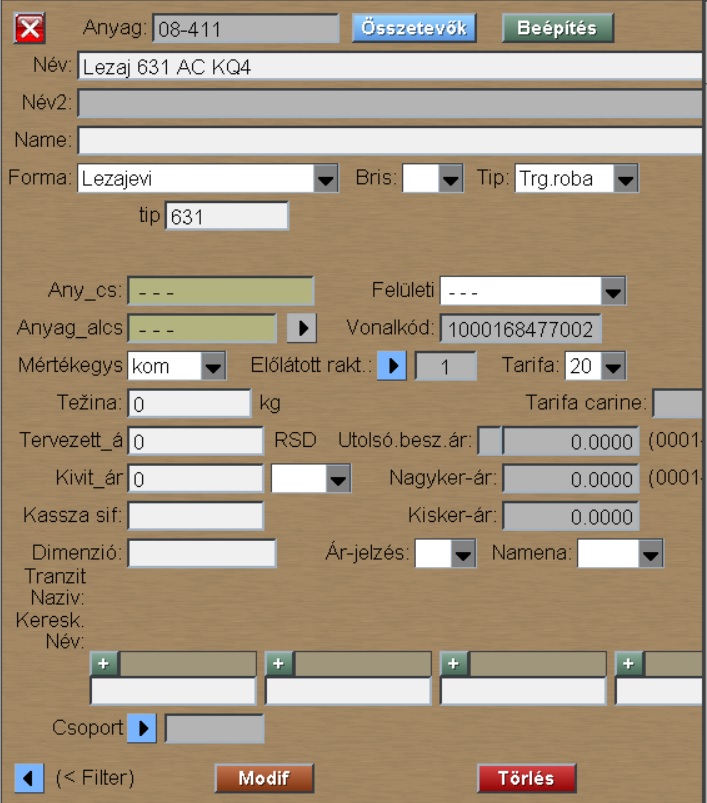 Anyag: 08-411 Összetevők Beépítés
Név: Lezaj 631 AC KQ4
Név2:
Name:
Forma: Lezajevi Bris: Tip: Trg.roba
tip 631
Any_cs: - - - Felületi - - -
Anyag_alcs - - - Vonalkód: 1000168477002
Mértékegys kom Előlátott rakt.: 1 Tarifa: 20
Težina: 0 kg Tarifa carine:
Tervezett_á 0 RSD Utolsó.besz.ár: 0.0000 (0001-
Kivit_ár 0 Nagyker-ár: 0.0000 (0001-
Kassza sif: Kisker-ár: 0.0000
Dimenzió: Ár-jelzés: Namena:
Tranzit
Naziv:
Keresk.
Név:
+ + + +
Csoport
(< Filter) Modif Törlés